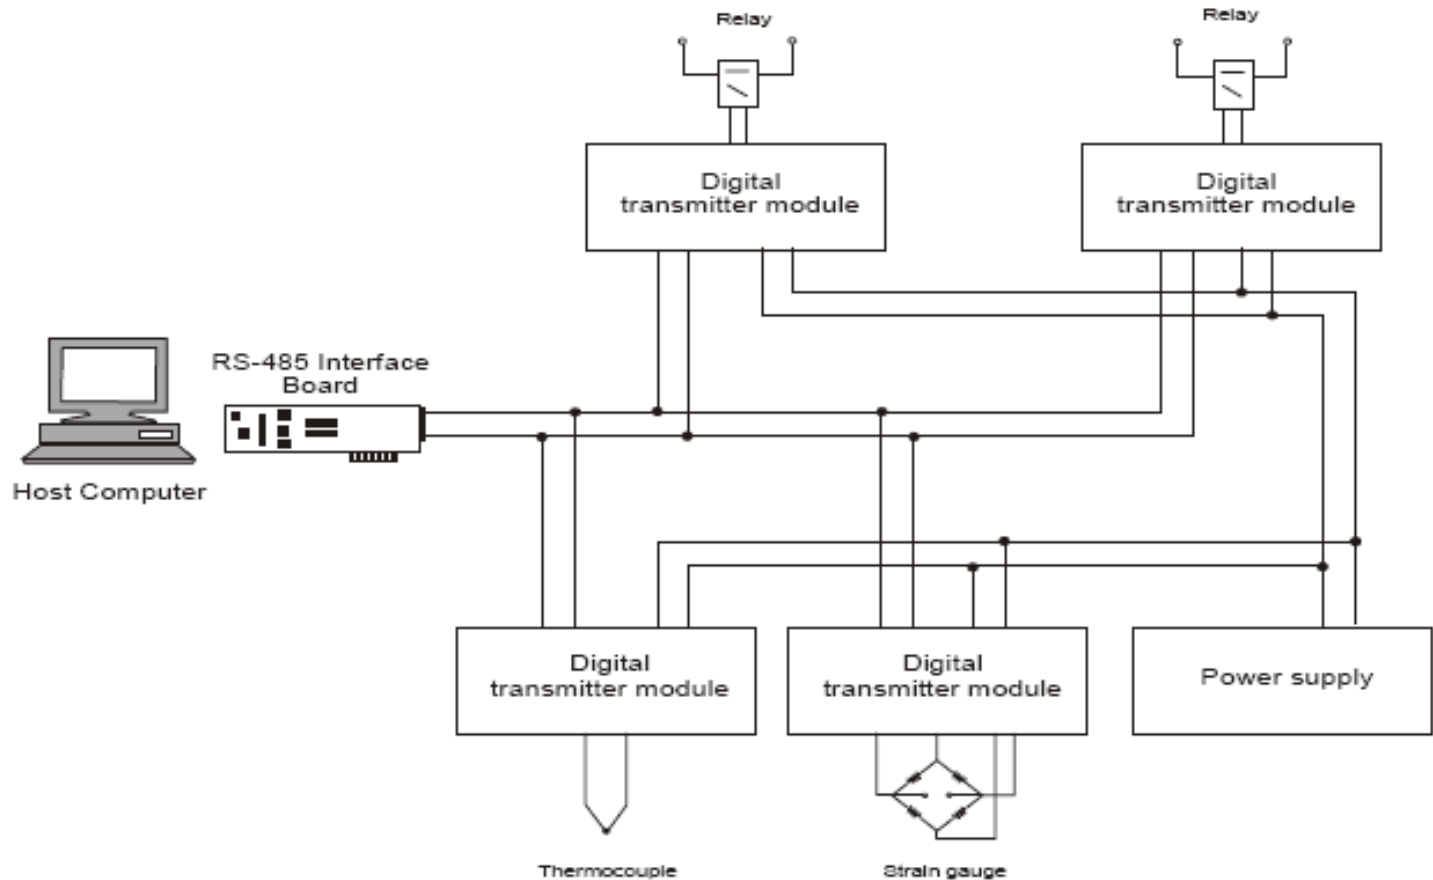 Relay
Relay
Digital
transmitter module
Digital
transmitter module
RS-485 Interface
Board
Host Computer
Digital
transmitter module
Digital
transmitter module
Power supply
Thermocouple
Strain gauge